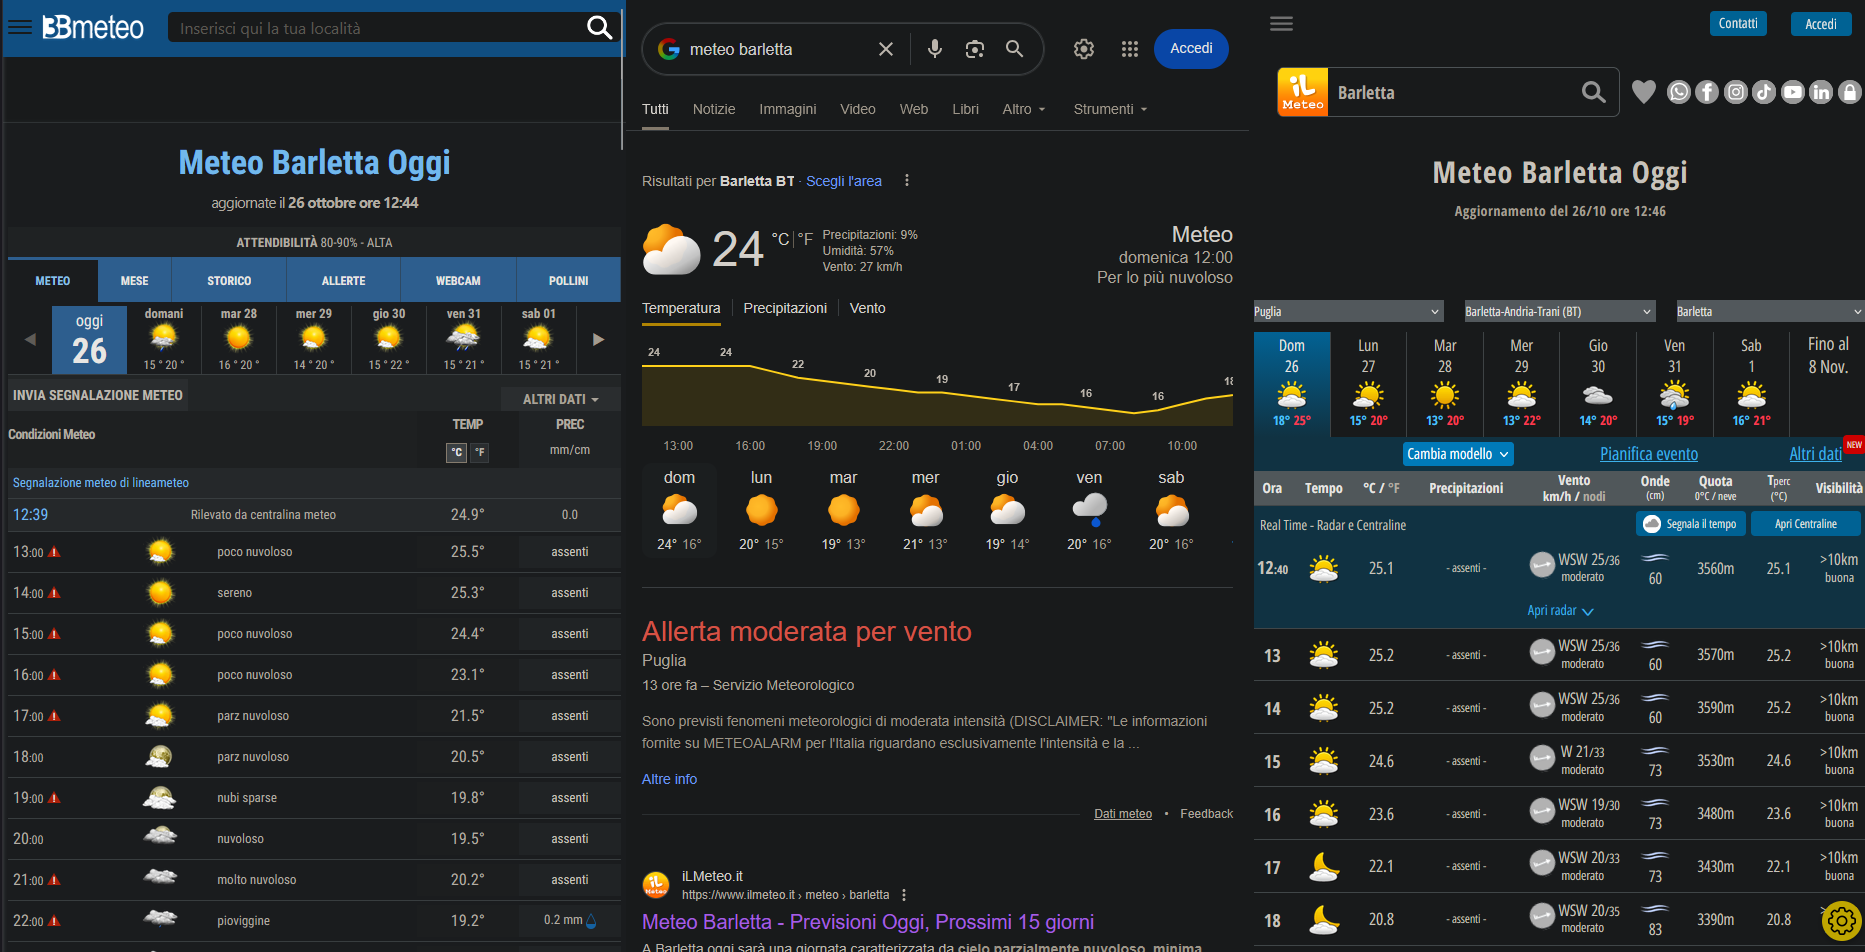 3Bmeteo
Inserisci qui la tua località
Meteo Barletta Oggi
aggiornate il 26 ottobre ore 12:44
ATTENDIBILITÀ 80-90% - ALTA
METEO MESE STORICO ALLERTE WEBCAM POLLINI
oggi domani mar 28 mer 29 gio 30 ven 31 sab 01
26
15° 20° 16° 20° 14° 20° 15° 22° 15° 21° 15° 21°
INVIA SEGNALAZIONE METEO
ALTRI DATI
Condizioni Meteo TEMP PREC
°C °F mm/cm
Segnalazione meteo di lineameteo
12:39 Rilevato da centralina meteo 24.9° 0.0
13:00 poco nuvoloso 25.5° assenti
14:00 sereno 25.3° assenti
15:00 poco nuvoloso 24.4° assenti
16:00 poco nuvoloso 23.1° assenti
17:00 parz nuvoloso 21.5° assenti
18:00 parz nuvoloso 20.5° assenti
19:00 nubi sparse 19.8° assenti
20:00 nuvoloso 19.5° assenti
21:00 molto nuvoloso 20.2° assenti
22:00 pioviggine 19.2° 0.2 mm
meteo barletta
Accedi
Tutti Notizie Immagini Video Web Libri Altro Strumenti
Risultati per Barletta BT · Scegli l'area
24 °C | °F
Precipitazioni: 9%
Umidità: 57%
Vento: 27 km/h
Meteo
domenica 12:00
Per lo più nuvoloso
Temperatura Precipitazioni Vento
24 24 22 20 19 17 16 16 18
13:00 16:00 19:00 22:00 01:00 04:00 07:00 10:00
dom lun mar mer gio ven sab
24° 16° 20° 15° 19° 13° 21° 13° 19° 14° 20° 16° 20° 16°
Allerta moderata per vento
Puglia
13 ore fa – Servizio Meteorologico
Sono previsti fenomeni meteorologici di moderata intensità (DISCLAIMER: "Le informazioni
fornite su METEOALARM per l'Italia riguardano esclusivamente l'intensità e la ...
Altre info
Dati meteo • Feedback
iLMeteo.it
https://www.ilmeteo.it › meteo › barletta
Meteo Barletta - Previsioni Oggi, Prossimi 15 giorni
A Barletta oggi sarà una giornata caratterizzata da cielo parzialmente nuvoloso, minima
Contatti Accedi
iL
Meteo
Barletta
Meteo Barletta Oggi
Aggiornamento del 26/10 ore 12:46
Puglia Barletta-Andria-Trani (BT) Barletta
Dom Lun Mar Mer Gio Ven Sab Fino al
26 27 28 29 30 31 1 8 Nov.
18° 25° 15° 20° 13° 20° 13° 22° 14° 20° 15° 19° 16° 21°
Cambia modello Pianifica evento Altri dati NEW
Ora Tempo °C / °F Precipitazioni Vento Onde Quota Tperc Visibilità
km/h / nodi (cm) 0°C / neve (°C)
Real Time - Radar e Centraline Segnala il tempo Apri Centraline
12:40 25.1 - assenti - WSW 25/36 moderato 60 3560m 25.1 >10km buona
Apri radar
13 25.2 - assenti - WSW 25/36 moderato 60 3570m 25.2 >10km buona
14 25.2 - assenti - WSW 25/36 moderato 60 3590m 25.2 >10km buona
15 24.6 - assenti - W 21/33 moderato 73 3530m 24.6 >10km buona
16 23.6 - assenti - WSW 19/30 moderato 73 3480m 23.6 >10km buona
17 22.1 - assenti - WSW 20/33 moderato 73 3430m 22.1 >10km buona
18 20.8 - assenti - WSW 20/35 moderato 83 3390m 20.8